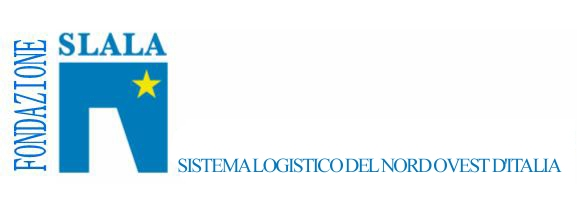 FONDAZIONE
SLALA
SISTEMA LOGISTICO DEL NORD OVEST D'ITALIA